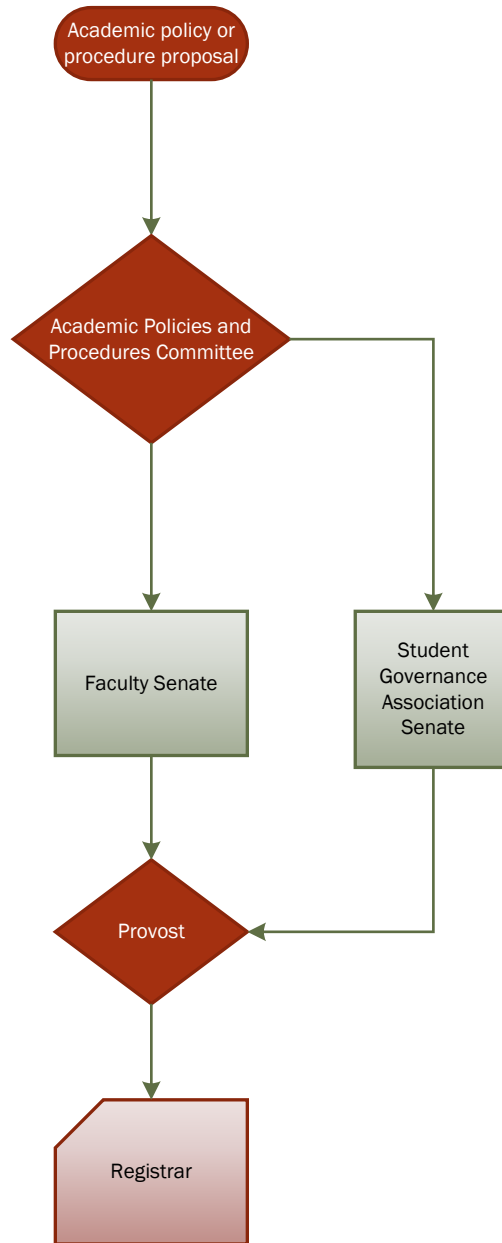 Academic policy or
procedure proposal
Academic Policies and
Procedures Committee
Faculty Senate
Student
Governance
Association
Senate
Provost
Registrar